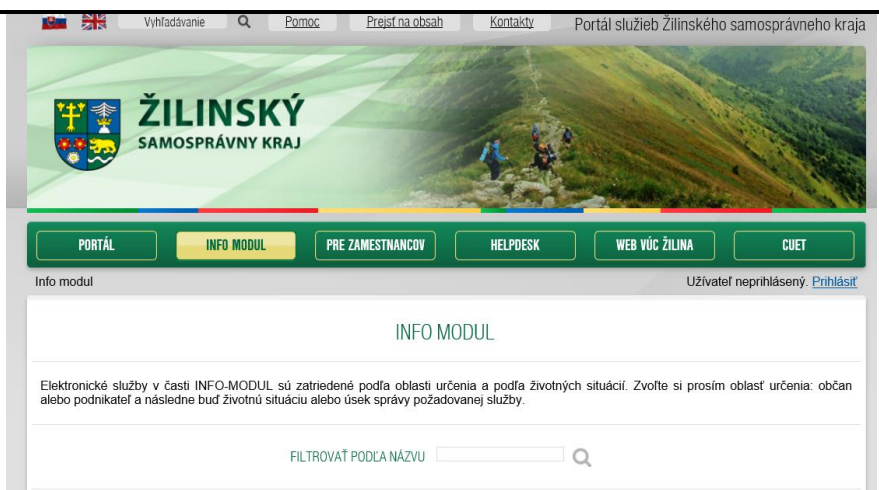 Vyhľadávanie Pomoc Prejsť na obsah Kontakty Portál služieb Žilinského samosprávneho kraja
ŽILINSKÝ
SAMOSPRÁVNY KRAJ
PORTÁL INFO MODUL PRE ZAMESTNANCOV HELPDESK WEB VÚC ŽILINA CUET
Info modul Užívateľ neprihlásený. Prihlásiť
INFO MODUL
Elektronické služby v časti INFO-MODUL sú zatriedené podľa oblasti určenia a podľa životných situácií. Zvoľte si prosím oblasť určenia: občan
alebo podnikateľ a následne buď životnú situáciu alebo úsek správy požadovanej služby.
FILTROVAŤ PODĽA NÁZVU